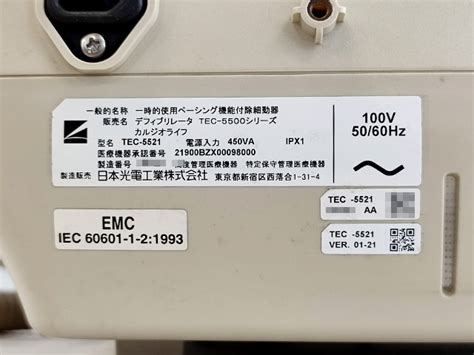 一般的名称 一時的使用ペーシング機能付除細動器
販売名 デフィブリレータ TEC-5500シリーズ
カルジオライフ
型名 TEC-5521 電源入力 450VA IPX1
医療機器承認番号 21900BZX00098000
製造番号 度管理医療機器 特定保守管理医療機器
製造販売 日本光電工業株式会社 東京都新宿区西落合1-31-4
100V
50/60Hz
TEC -5521
AA
EMC
IEC 60601-1-2:1993
TEC -5521
VER. 01-21